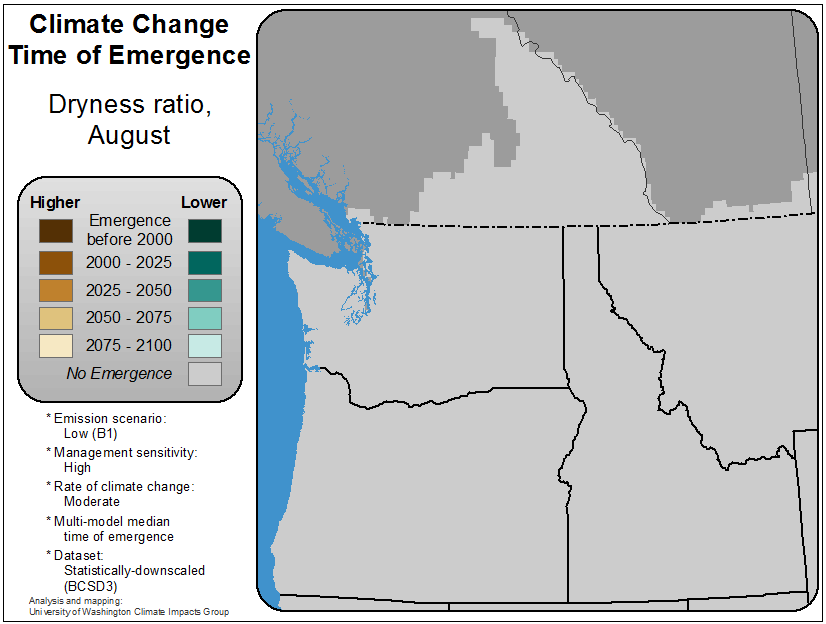 Climate Change
Time of Emergence
Dryness ratio,
August
Higher Lower
Emergence
before 2000
2000 - 2025
2025 - 2050
2050 - 2075
2075 - 2100
No Emergence
* Emission scenario:
Low (B1)
* Management sensitivity:
High
* Rate of climate change:
Moderate
* Multi-model median
time of emergence
* Dataset:
Statistically-downscaled
(BCSD3)
Analysis and mapping:
University of Washington Climate Impacts Group